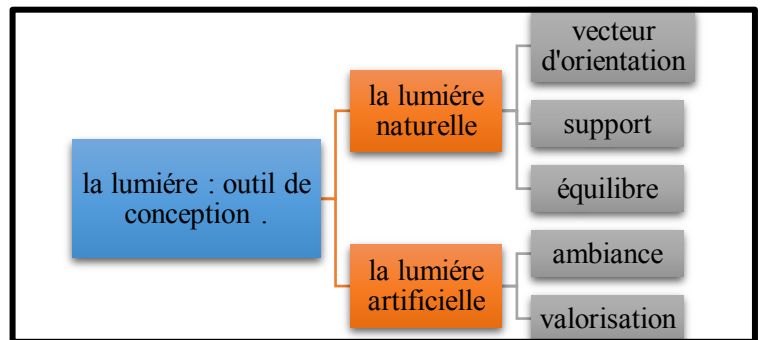 la lumiére : outil de
conception .
la lumiére
naturelle
vecteur
d'orientation
support
équilibre
la lumiére
artificielle
ambiance
valorisation